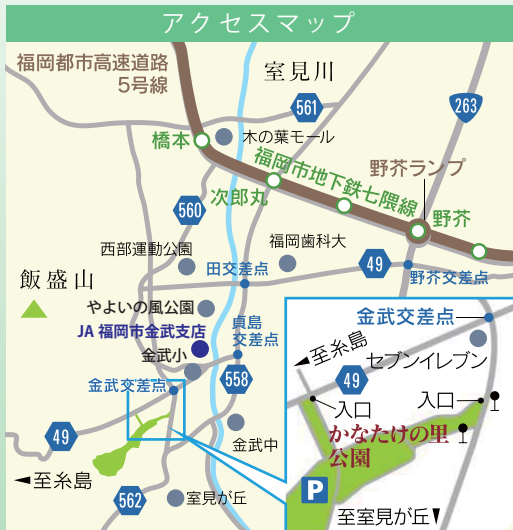 アクセスマップ
福岡都市高速道路
5号線
室見川
561
263
橋本
木の葉モール
福岡市地下鉄七隈線
野芥ランプ
次郎丸
野芥
560
西部運動公園
福岡歯科大
49
田交差点
野芥交差点
飯盛山
やよいの風公園
JA 福岡市金武支店
貞島
交差点
金武小
558
金武交差点
49
金武中
至糸島
562
室見が丘
金武交差点
至糸島
セブンイレブン
49
入口
入口
かなたけの里
公園
P
至室見が丘